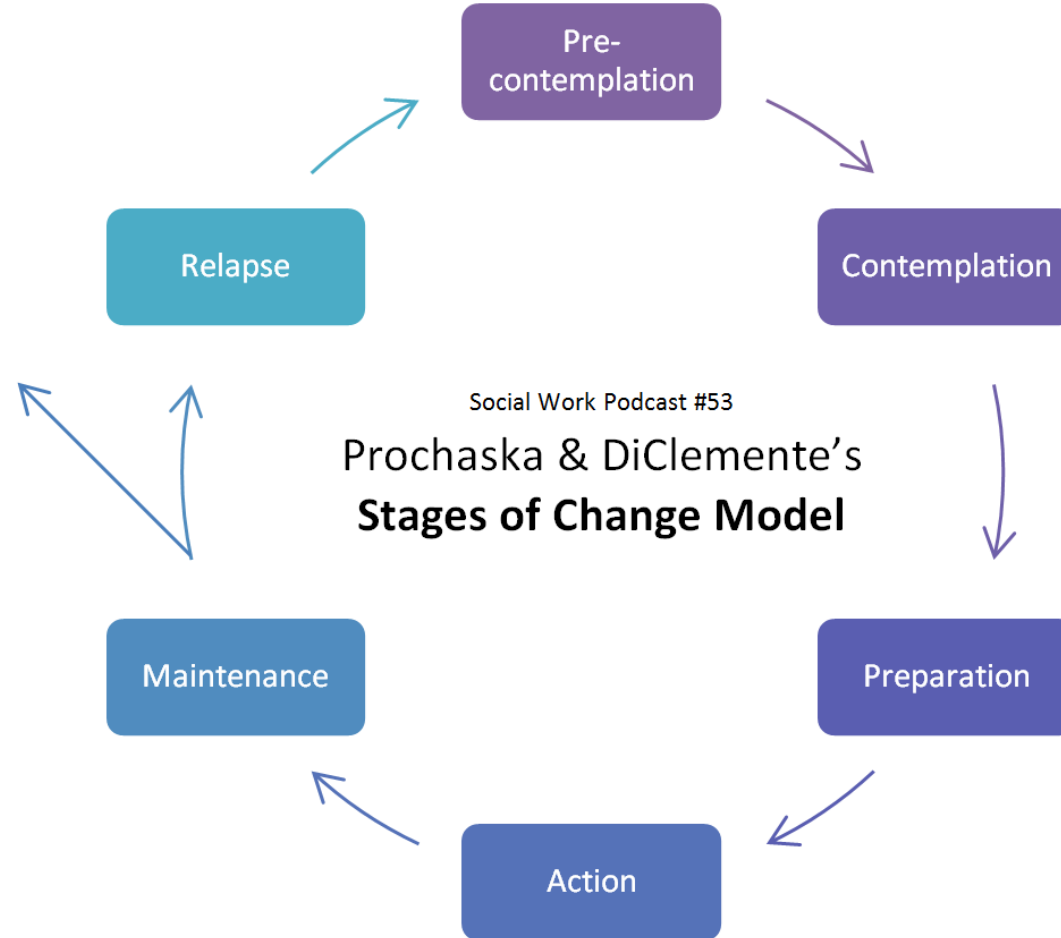 Pre-
contemplation
Contemplation
Preparation
Action
Maintenance
Relapse
Social Work Podcast #53
Prochaska & DiClemente’s
Stages of Change Model